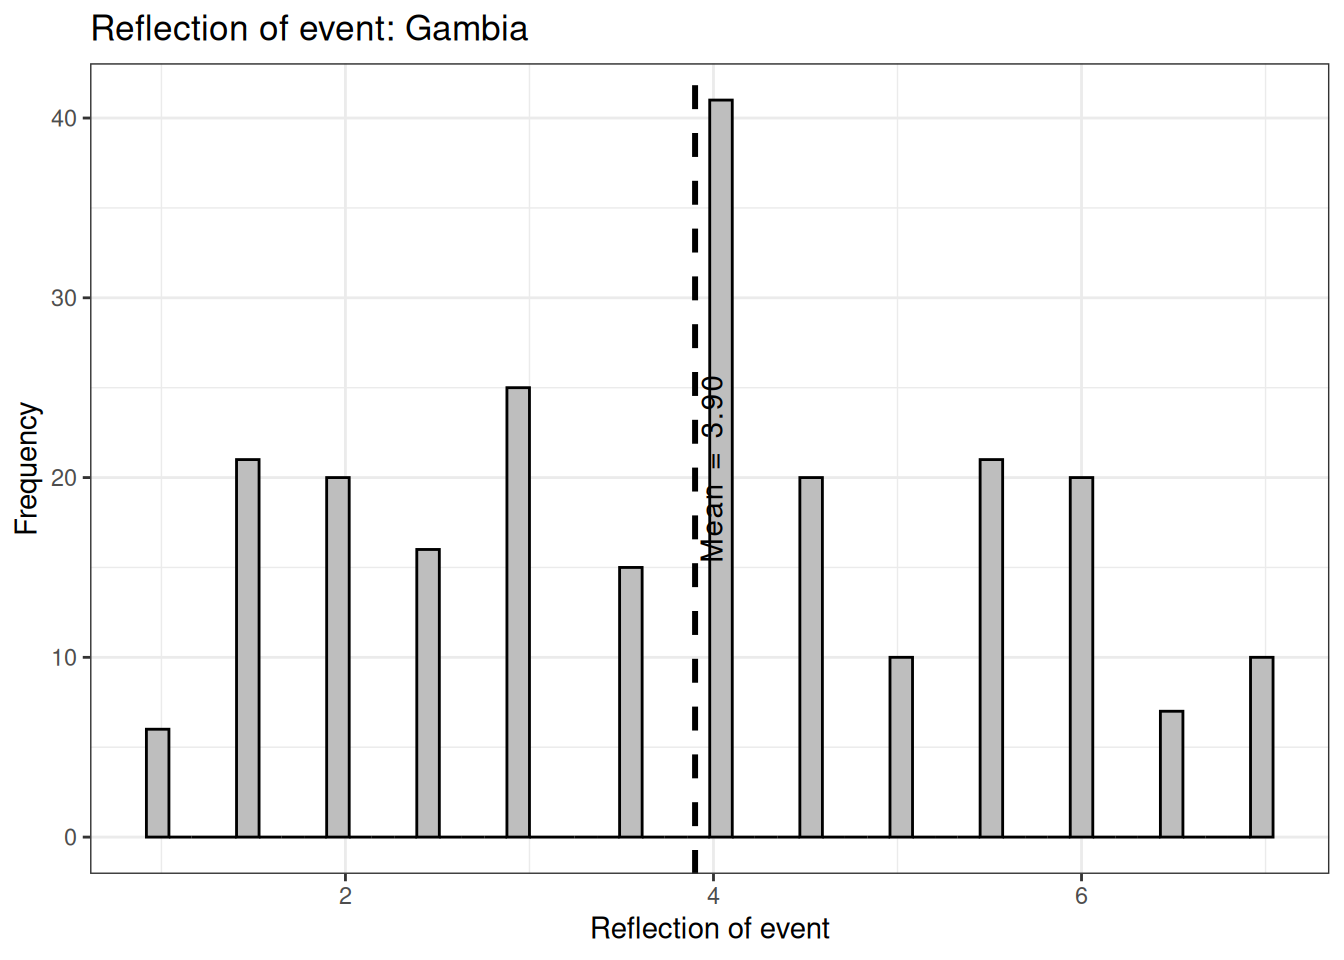 Reflection of event: Gambia
Frequency
40
30
20
10
0
Mean = 3.90
2 4 6
Reflection of event